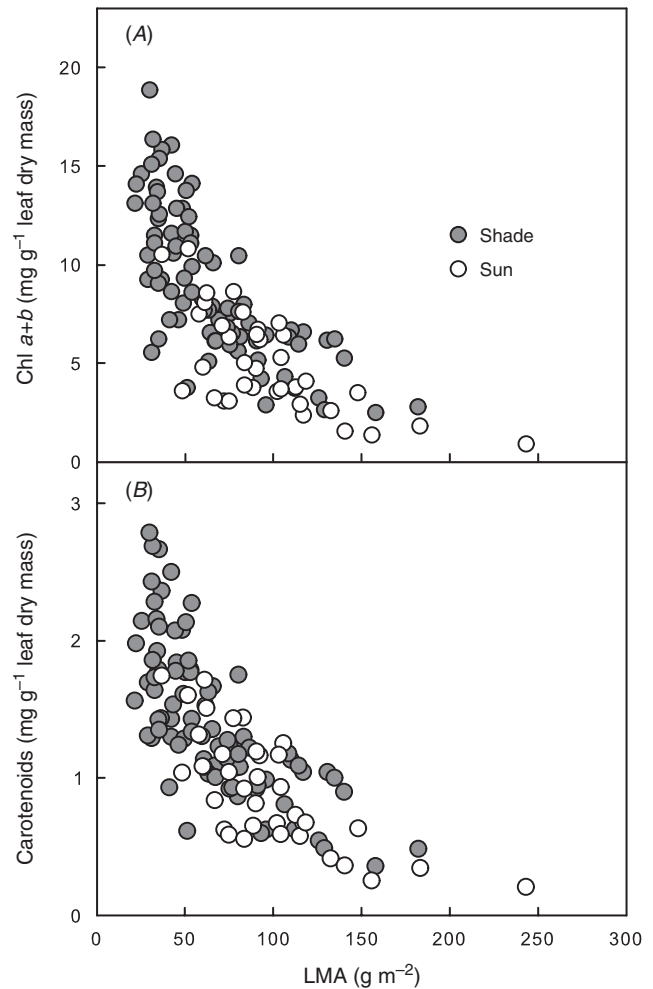 (A)
20
15
10
5
0
Chl a+b (mg g⁻¹ leaf dry mass)
Shade
Sun
(B)
3
2
1
0
Carotenoids (mg g⁻¹ leaf dry mass)
0 50 100 150 200 250 300
LMA (g m⁻²)